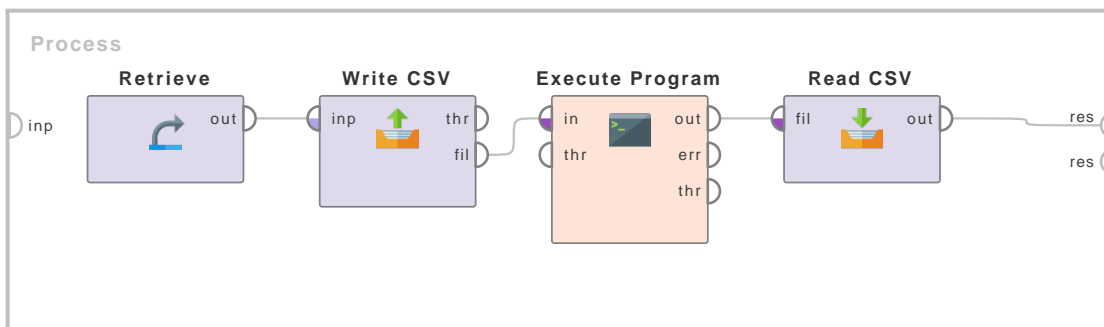 Process
Retrieve
Write CSV
Execute Program
Read CSV
inp
out
inp
thr
fil
in
thr
out
err
thr
fil
out
res
res
>_